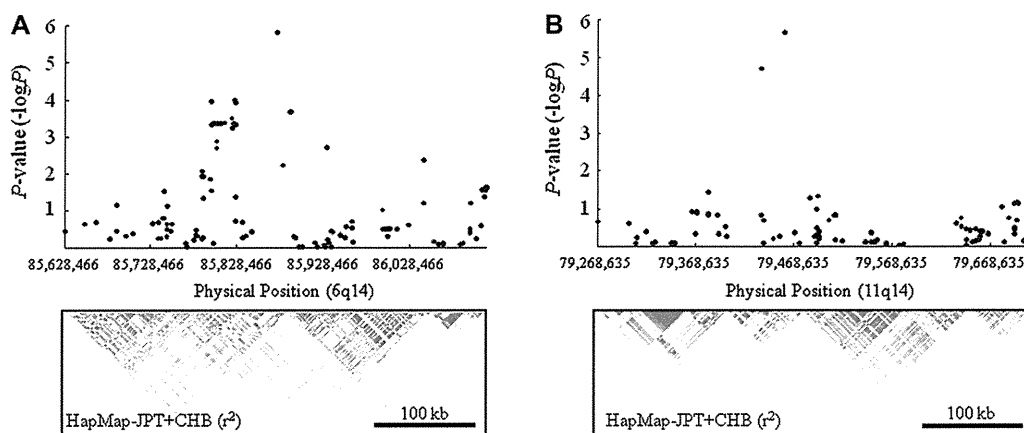 A
6
5
4
3
2
1
P-value (-logP)
85,628,466 85,728,466 85,828,466 85,928,466 86,028,466
Physical Position (6q14)
HapMap-JPT+CHB (r²)
100 kb
B
6
5
4
3
2
1
P-value (-logP)
79,268,635 79,368,635 79,468,635 79,568,635 79,668,635
Physical Position (11q14)
HapMap-JPT+CHB (r²)
100 kb